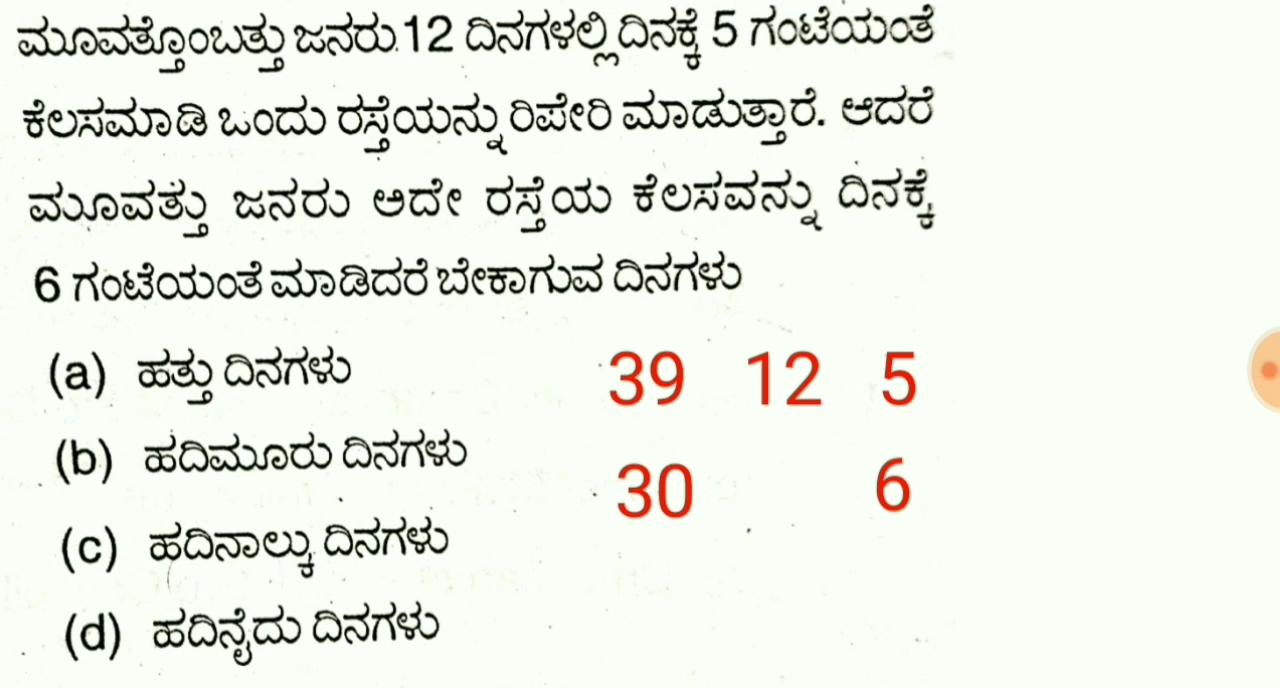 ಮೂವತ್ತೊಂಬತ್ತು ಜನರು 12 ದಿನಗಳಲ್ಲಿ ದಿನಕ್ಕೆ 5 ಗಂಟೆಯಂತೆ
ಕೆಲಸಮಾಡಿ ಒಂದು ರಸ್ತೆಯನ್ನು ರಿಪೇರಿ ಮಾಡುತ್ತಾರೆ. ಆದರೆ
ಮೂವತ್ತು ಜನರು ಅದೇ ರಸ್ತೆಯ ಕೆಲಸವನ್ನು ದಿನಕ್ಕೆ
6 ಗಂಟೆಯಂತೆ ಮಾಡಿದರೆ ಬೇಕಾಗುವ ದಿನಗಳು
(a) ಹತ್ತು ದಿನಗಳು
39 12 5
(b) ಹದಿಮೂರು ದಿನಗಳು
30 6
(c) ಹದಿನಾಲ್ಕು ದಿನಗಳು
(d) ಹದಿನೈದು ದಿನಗಳು